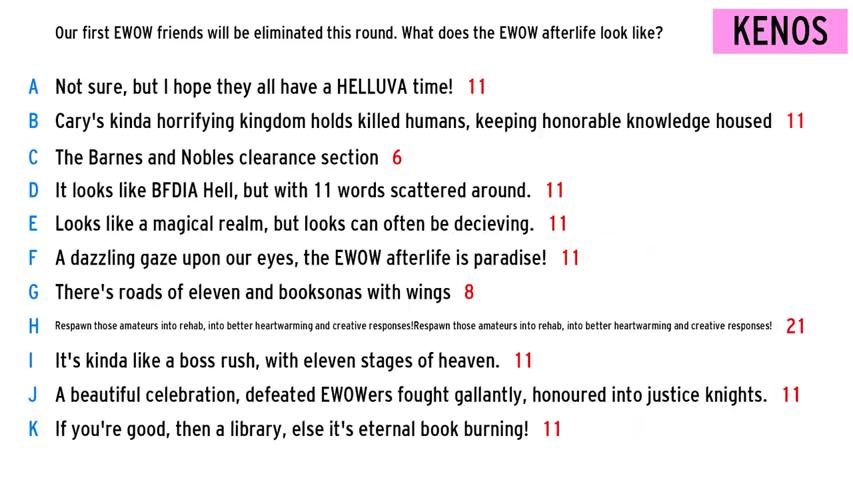 Our first EWOW friends will be eliminated this round. What does the EWOW afterlife look like?
KENOS
A Not sure, but I hope they all have a HELLUVA time! 11
B Cary's kinda horrifying kingdom holds killed humans, keeping honorable knowledge housed 11
C The Barnes and Nobles clearance section 6
D It looks like BFDIA Hell, but with 11 words scattered around. 11
E Looks like a magical realm, but looks can often be decieving. 11
F A dazzling gaze upon our eyes, the EWOW afterlife is paradise! 11
G There's roads of eleven and booksonas with wings 8
H Respawn those amateurs into rehab, into better heartwarming and creative responses!Respawn those amateurs into rehab, into better heartwarming and creative responses! 21
I It's kinda like a boss rush, with eleven stages of heaven. 11
J A beautiful celebration, defeated EWOWers fought gallantly, honoured into justice knights. 11
K If you're good, then a library, else it's eternal book burning! 11